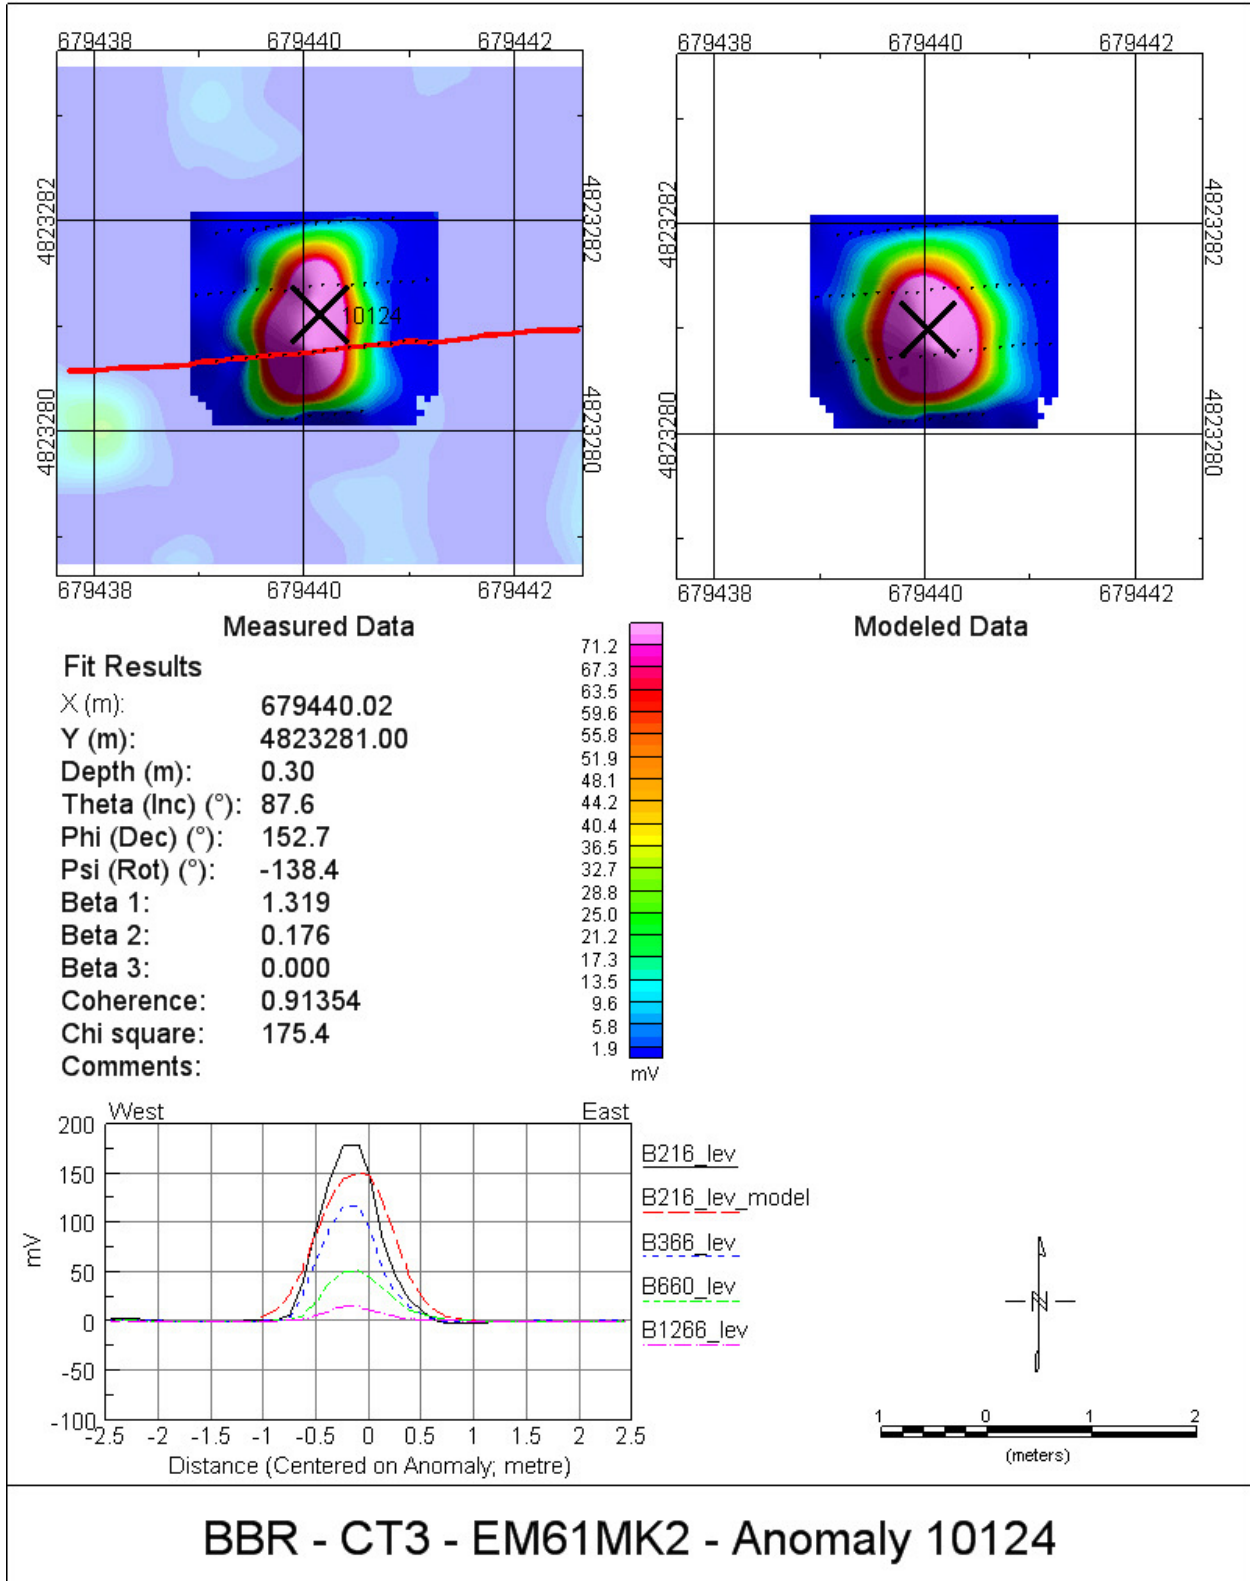 679438 679440 679442
679438 679440 679442
4823282 4823282 4823282
10124
4823280 4823280 4823280
679438 679440 679442
679438 679440 679442
Measured Data
Modeled Data
Fit Results
X (m): 679440.02
Y (m): 4823281.00
Depth (m): 0.30
Theta (Inc) (°): 87.6
Phi (Dec) (°): 152.7
Psi (Rot) (°): -138.4
Beta 1: 1.319
Beta 2: 0.176
Beta 3: 0.000
Coherence: 0.91354
Chi square: 175.4
Comments:
71.2
67.3
63.5
59.6
55.8
51.9
48.1
44.2
40.4
36.5
32.7
28.8
25.0
21.2
17.3
13.5
9.6
5.8
1.9
mV
West East
200
150
100
50
0
-50
-100
mV
-2.5 -2 -1.5 -1 -0.5 0 0.5 1 1.5 2 2.5
Distance (Centered on Anomaly; metre)
B216_lev
B216_lev_model
B366_lev
B660_lev
B1266_lev
N
1 0 1 2
(meters)
BBR - CT3 - EM61MK2 - Anomaly 10124